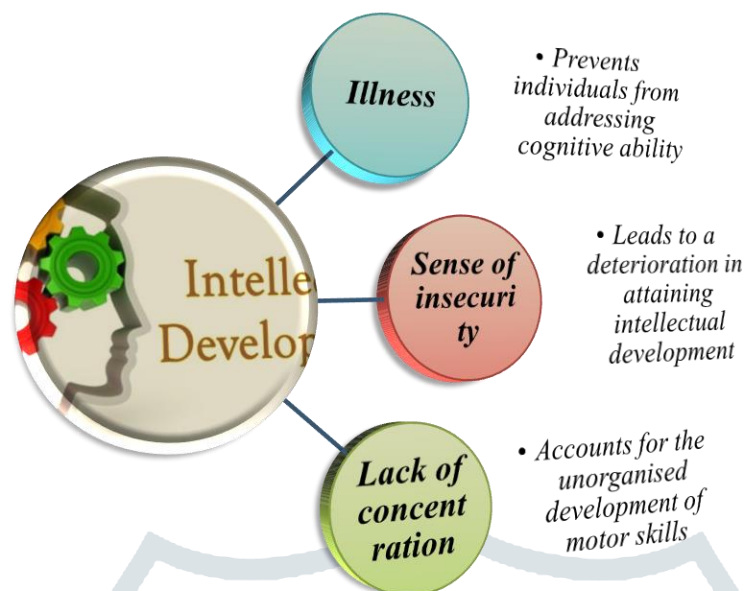 Intelle
Develop
Illness
• Prevents
individuals from
addressing
cognitive ability
Sense of
insecuri
ty
• Leads to a
deterioration in
attaining
intellectual
development
Lack of
concent
ration
• Accounts for the
unorganised
development of
motor skills